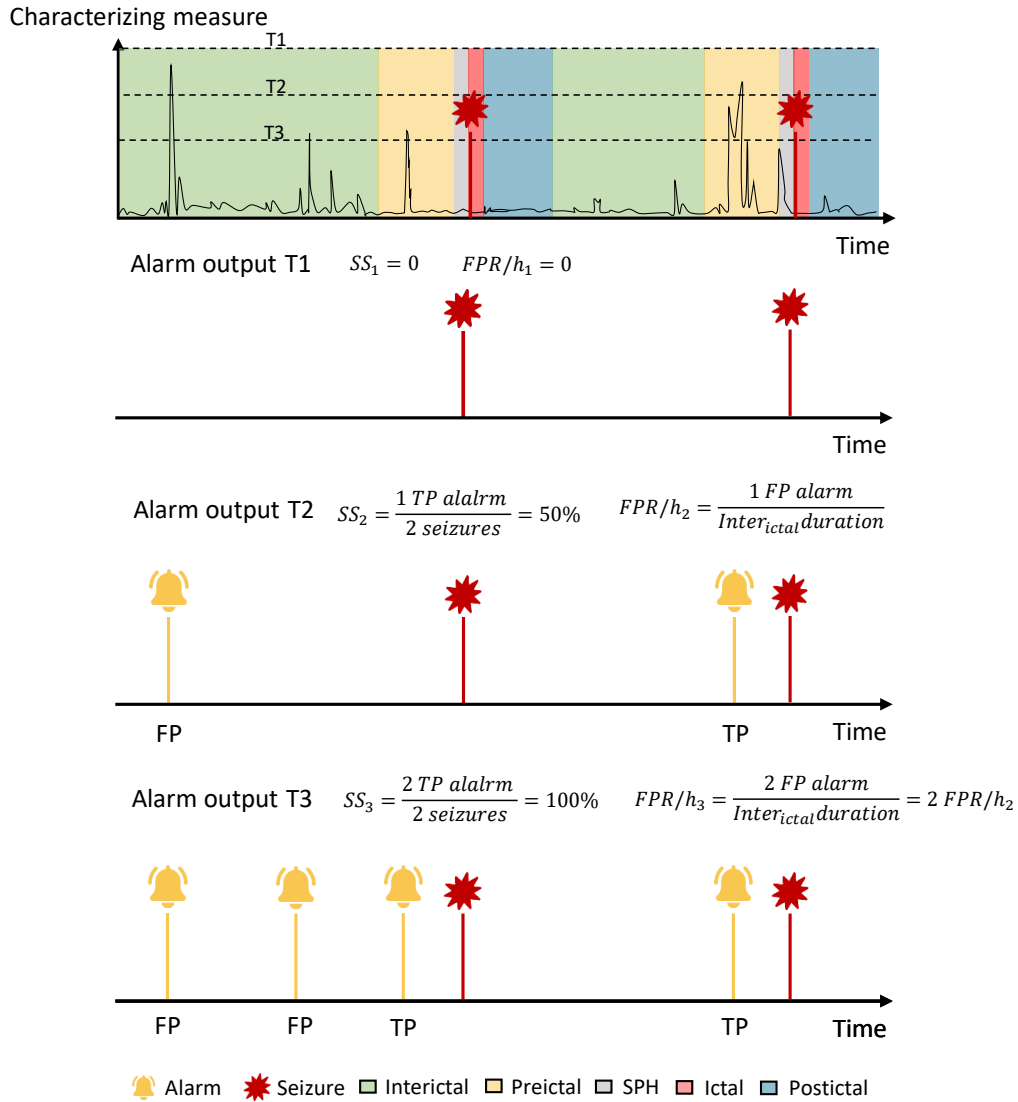 Characterizing measure
T1
T2
T3
Time
Alarm output T1 SS₁ = 0 FPR/h₁ = 0
Time
Alarm output T2 SS₂ = 1 TP alalrm / 2 seizures = 50% FPR/h₂ = 1 FP alarm / Inter_ictal duration
FP TP Time
Alarm output T3 SS₃ = 2 TP alalrm / 2 seizures = 100% FPR/h₃ = 2 FP alarm / Inter_ictal duration = 2 FPR/h₂
FP FP TP TP Time
Alarm Seizure Interictal Preictal SPH Ictal Postictal